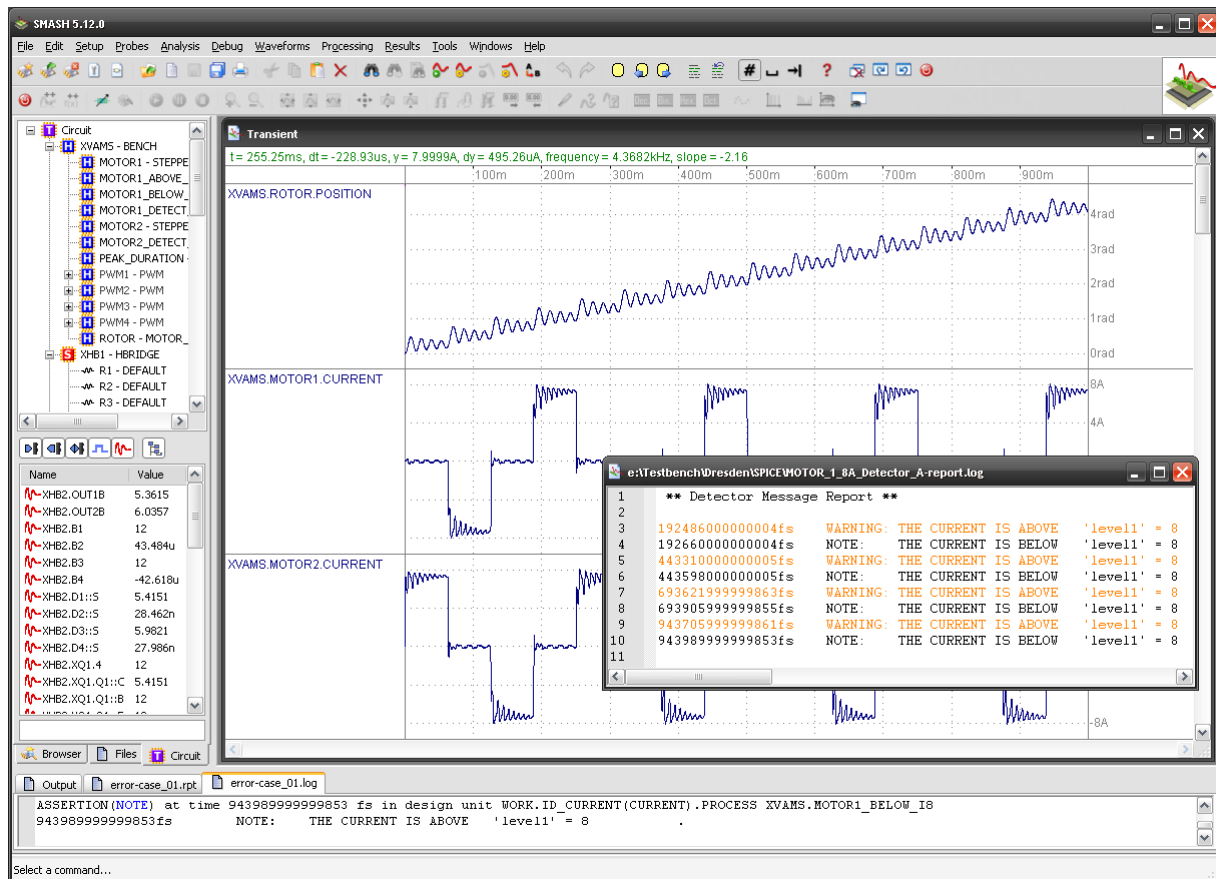 SMASH 5.12.0
File Edit Setup Probes Analysis Debug Waveforms Processing Results Tools Windows Help
Circuit
XVAMS - BENCH
MOTOR1 - STEPPE
MOTOR1_ABOVE_
MOTOR1_BELOW_
MOTOR1_DETECT_
MOTOR2 - STEPPE
MOTOR2_DETECT_
PEAK_DURATION -
PWM1 - PWM
PWM2 - PWM
PWM3 - PWM
PWM4 - PWM
ROTOR - MOTOR_
XHB1 - HBRIDGE
R1 - DEFAULT
R2 - DEFAULT
R3 - DEFAULT
Name Value
XHB2.OUT1B 5.3615
XHB2.OUT2B 6.0357
XHB2.B1 12
XHB2.B2 43.484u
XHB2.B3 12
XHB2.B4 -42.618u
XHB2.D1::S 5.4151
XHB2.D2::S 28.462n
XHB2.D3::S 5.9821
XHB2.D4::S 27.986n
XHB2.XQ1.4 12
XHB2.XQ1.Q1::C 5.4151
XHB2.XQ1.Q1::B 12
Browser Files Circuit
Transient
t = 255.25ms, dt = -228.93us, y = 7.9999A, dy = 495.26uA, frequency = 4.3682kHz, slope = -2.16
100m 200m 300m 400m 500m 600m 700m 800m 900m
XVAMS.ROTOR.POSITION
4rad
3rad
2rad
1rad
0rad
XVAMS.MOTOR1.CURRENT
8A
4A
XVAMS.MOTOR2.CURRENT
-8A
e:\Testbench\Dresden\SPICE\MOTOR_1_8A_Detector_A-report.log
1 ** Detector Message Report **
2
3 192486000000004fs WARNING: THE CURRENT IS ABOVE 'level1' = 8
4 192660000000004fs NOTE: THE CURRENT IS BELOW 'level1' = 8
5 443310000000005fs WARNING: THE CURRENT IS ABOVE 'level1' = 8
6 443598000000005fs NOTE: THE CURRENT IS BELOW 'level1' = 8
7 693621999999863fs WARNING: THE CURRENT IS ABOVE 'level1' = 8
8 693905999999855fs NOTE: THE CURRENT IS BELOW 'level1' = 8
9 943705999999861fs WARNING: THE CURRENT IS ABOVE 'level1' = 8
10 943989999999853fs NOTE: THE CURRENT IS BELOW 'level1' = 8
11
Output error-case_01.rpt error-case_01.log
ASSERTION(NOTE) at time 943989999999853 fs in design unit WORK.ID_CURRENT(CURRENT).PROCESS XVAMS.MOTOR1_BELOW_I8
943989999999853fs NOTE: THE CURRENT IS ABOVE 'level1' = 8 .
Select a command...